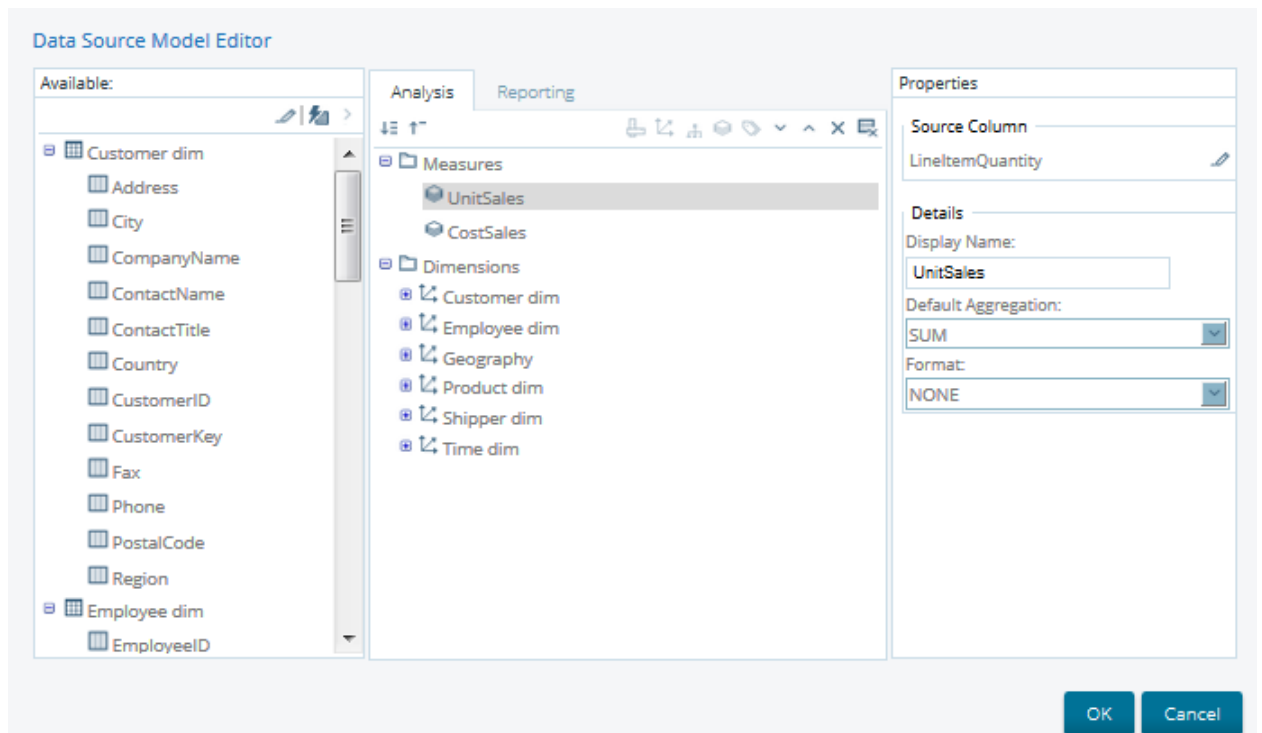 Data Source Model Editor
Available:
Customer dim
Address
City
CompanyName
ContactName
ContactTitle
Country
CustomerID
CustomerKey
Fax
Phone
PostalCode
Region
Employee dim
EmployeeID
Analysis
Reporting
Measures
UnitSales
CostSales
Dimensions
Customer dim
Employee dim
Geography
Product dim
Shipper dim
Time dim
Properties
Source Column
LineItemQuantity
Details
Display Name:
UnitSales
Default Aggregation:
SUM
Format:
NONE
OK
Cancel